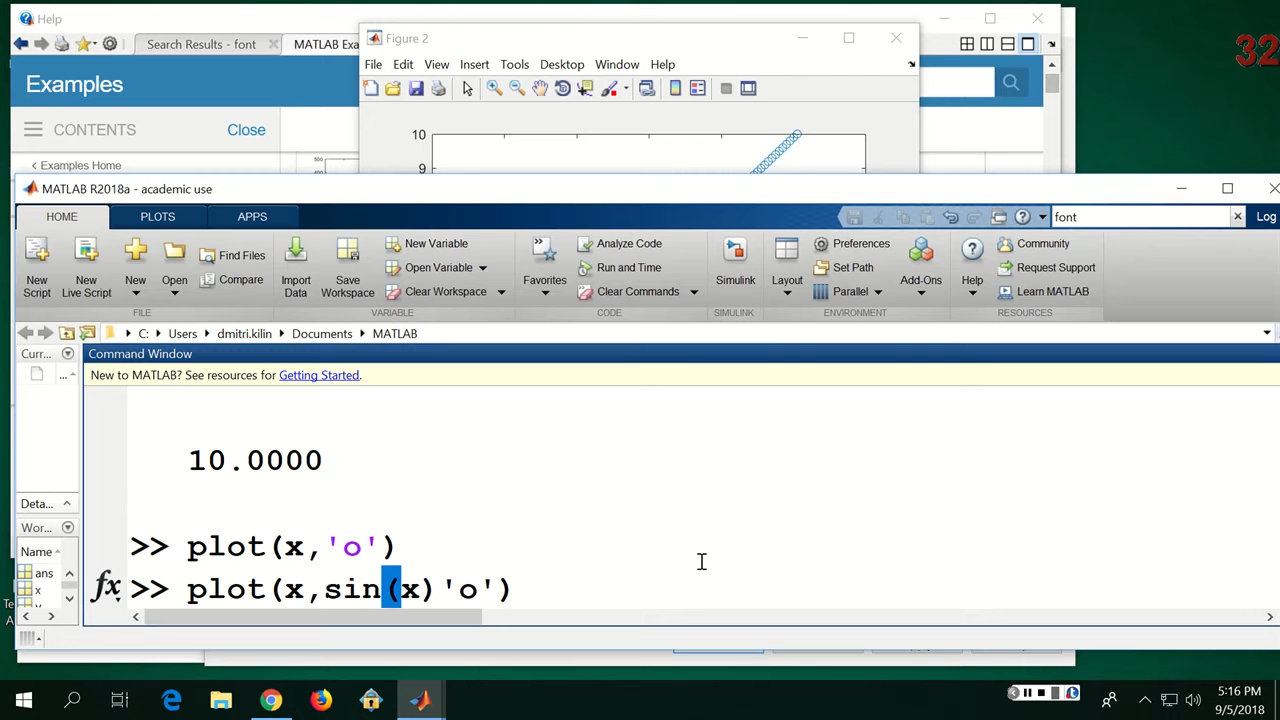 Help
Search Results - font
MATLAB Exa
Figure 2
File Edit View Insert Tools Desktop Window Help
32
Examples
CONTENTS Close
Examples Home
10
9
MATLAB R2018a - academic use
HOME PLOTS APPS
font
Log
New Script
New Live Script
New
Open
Find Files
Compare
FILE
Import Data
Save Workspace
New Variable
Open Variable
Clear Workspace
VARIABLE
Favorites
Analyze Code
Run and Time
Clear Commands
CODE
Simulink
SIMULINK
Layout
Preferences
Set Path
Parallel
Add-Ons
ENVIRONMENT
Help
Community
Request Support
Learn MATLAB
RESOURCES
C: Users dmitri.kilin Documents MATLAB
Curr...
...
Deta...
Wor...
Name
ans
x
Command Window
New to MATLAB? See resources for Getting Started.
10.0000
>> plot(x,'o')
fx >> plot(x,sin(x)'o')
5:16 PM
9/5/2018